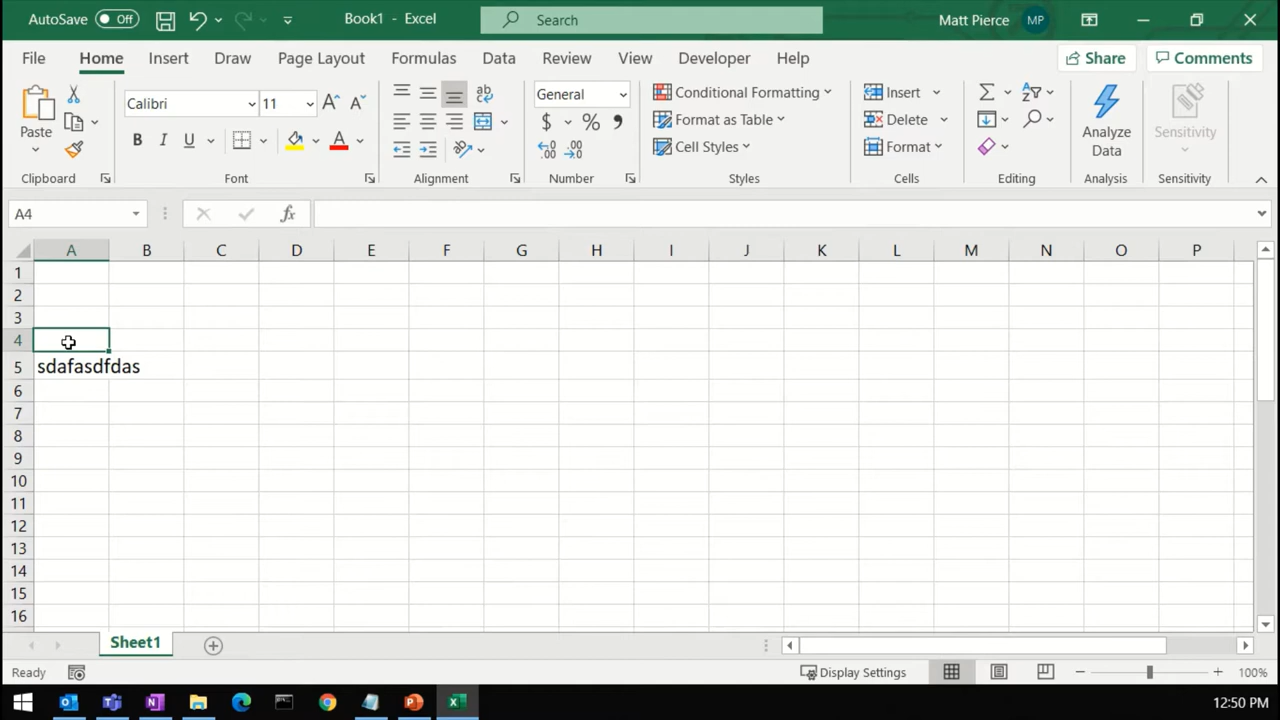 AutoSave Off Book1 - Excel Search Matt Pierce MP
File Home Insert Draw Page Layout Formulas Data Review View Developer Help Share Comments
Calibri 11 General Conditional Formatting Insert
Format as Table Delete
Paste B I U $ % Cell Styles Format Analyze Data Sensitivity
Clipboard Font Alignment Number Styles Cells Editing Analysis Sensitivity
A4 fx
A B C D E F G H I J K L M N O P
1
2
3
4
5 sdafasdfdas
6
7
8
9
10
11
12
13
14
15
16
Sheet1
Ready Display Settings 100%
12:50 PM